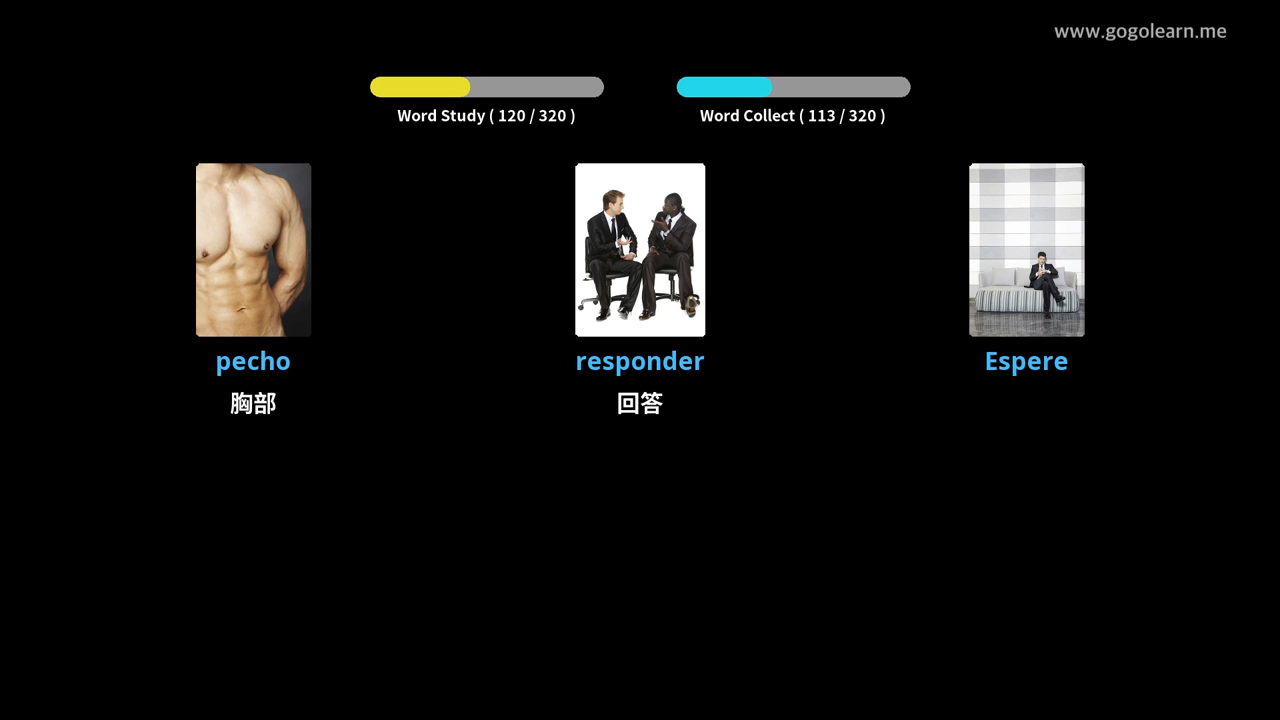 www.gogolearn.me
Word Study ( 120 / 320 )
Word Collect ( 113 / 320 )
pecho
responder
Espere
胸部
回答